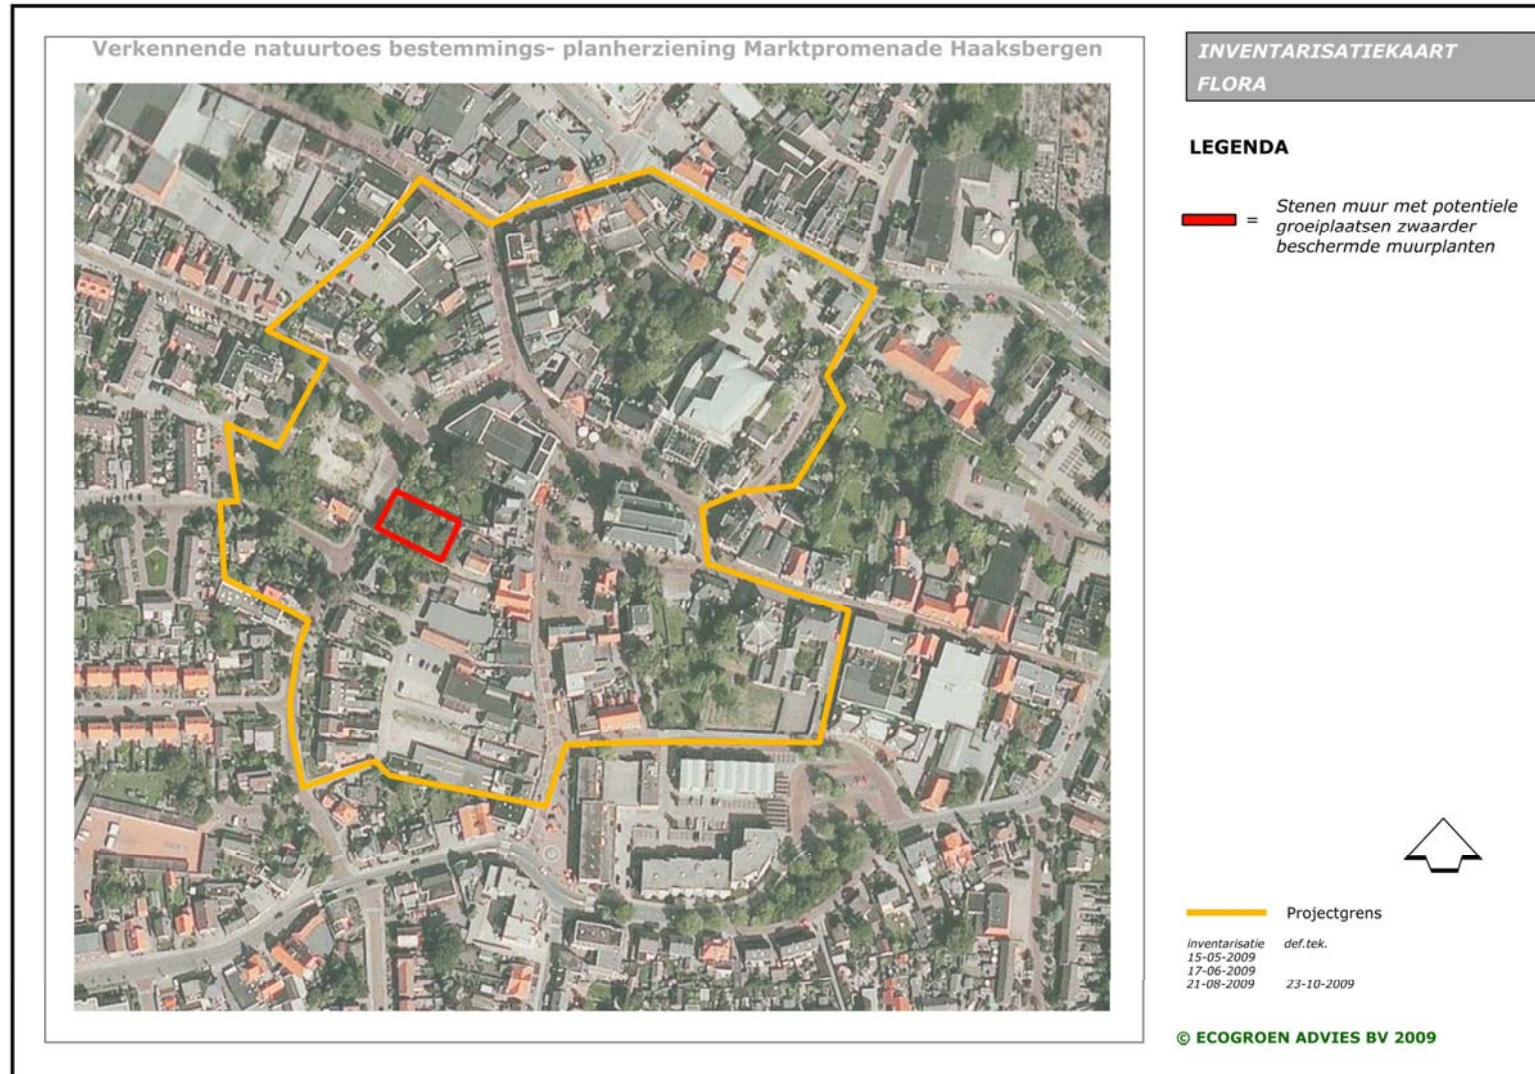 Verkennende natuurtoes bestemmings- planherziening Marktpromenade Haaksbergen
INVENTARISATIEKAART
FLORA
LEGENDA
= Stenen muur met potentiele
groeiplaatsen zwaarder
beschermde muurplanten
Projectgrens
inventarisatie def.tek.
15-05-2009
17-06-2009
21-08-2009 23-10-2009
© ECOGROEN ADVIES BV 2009